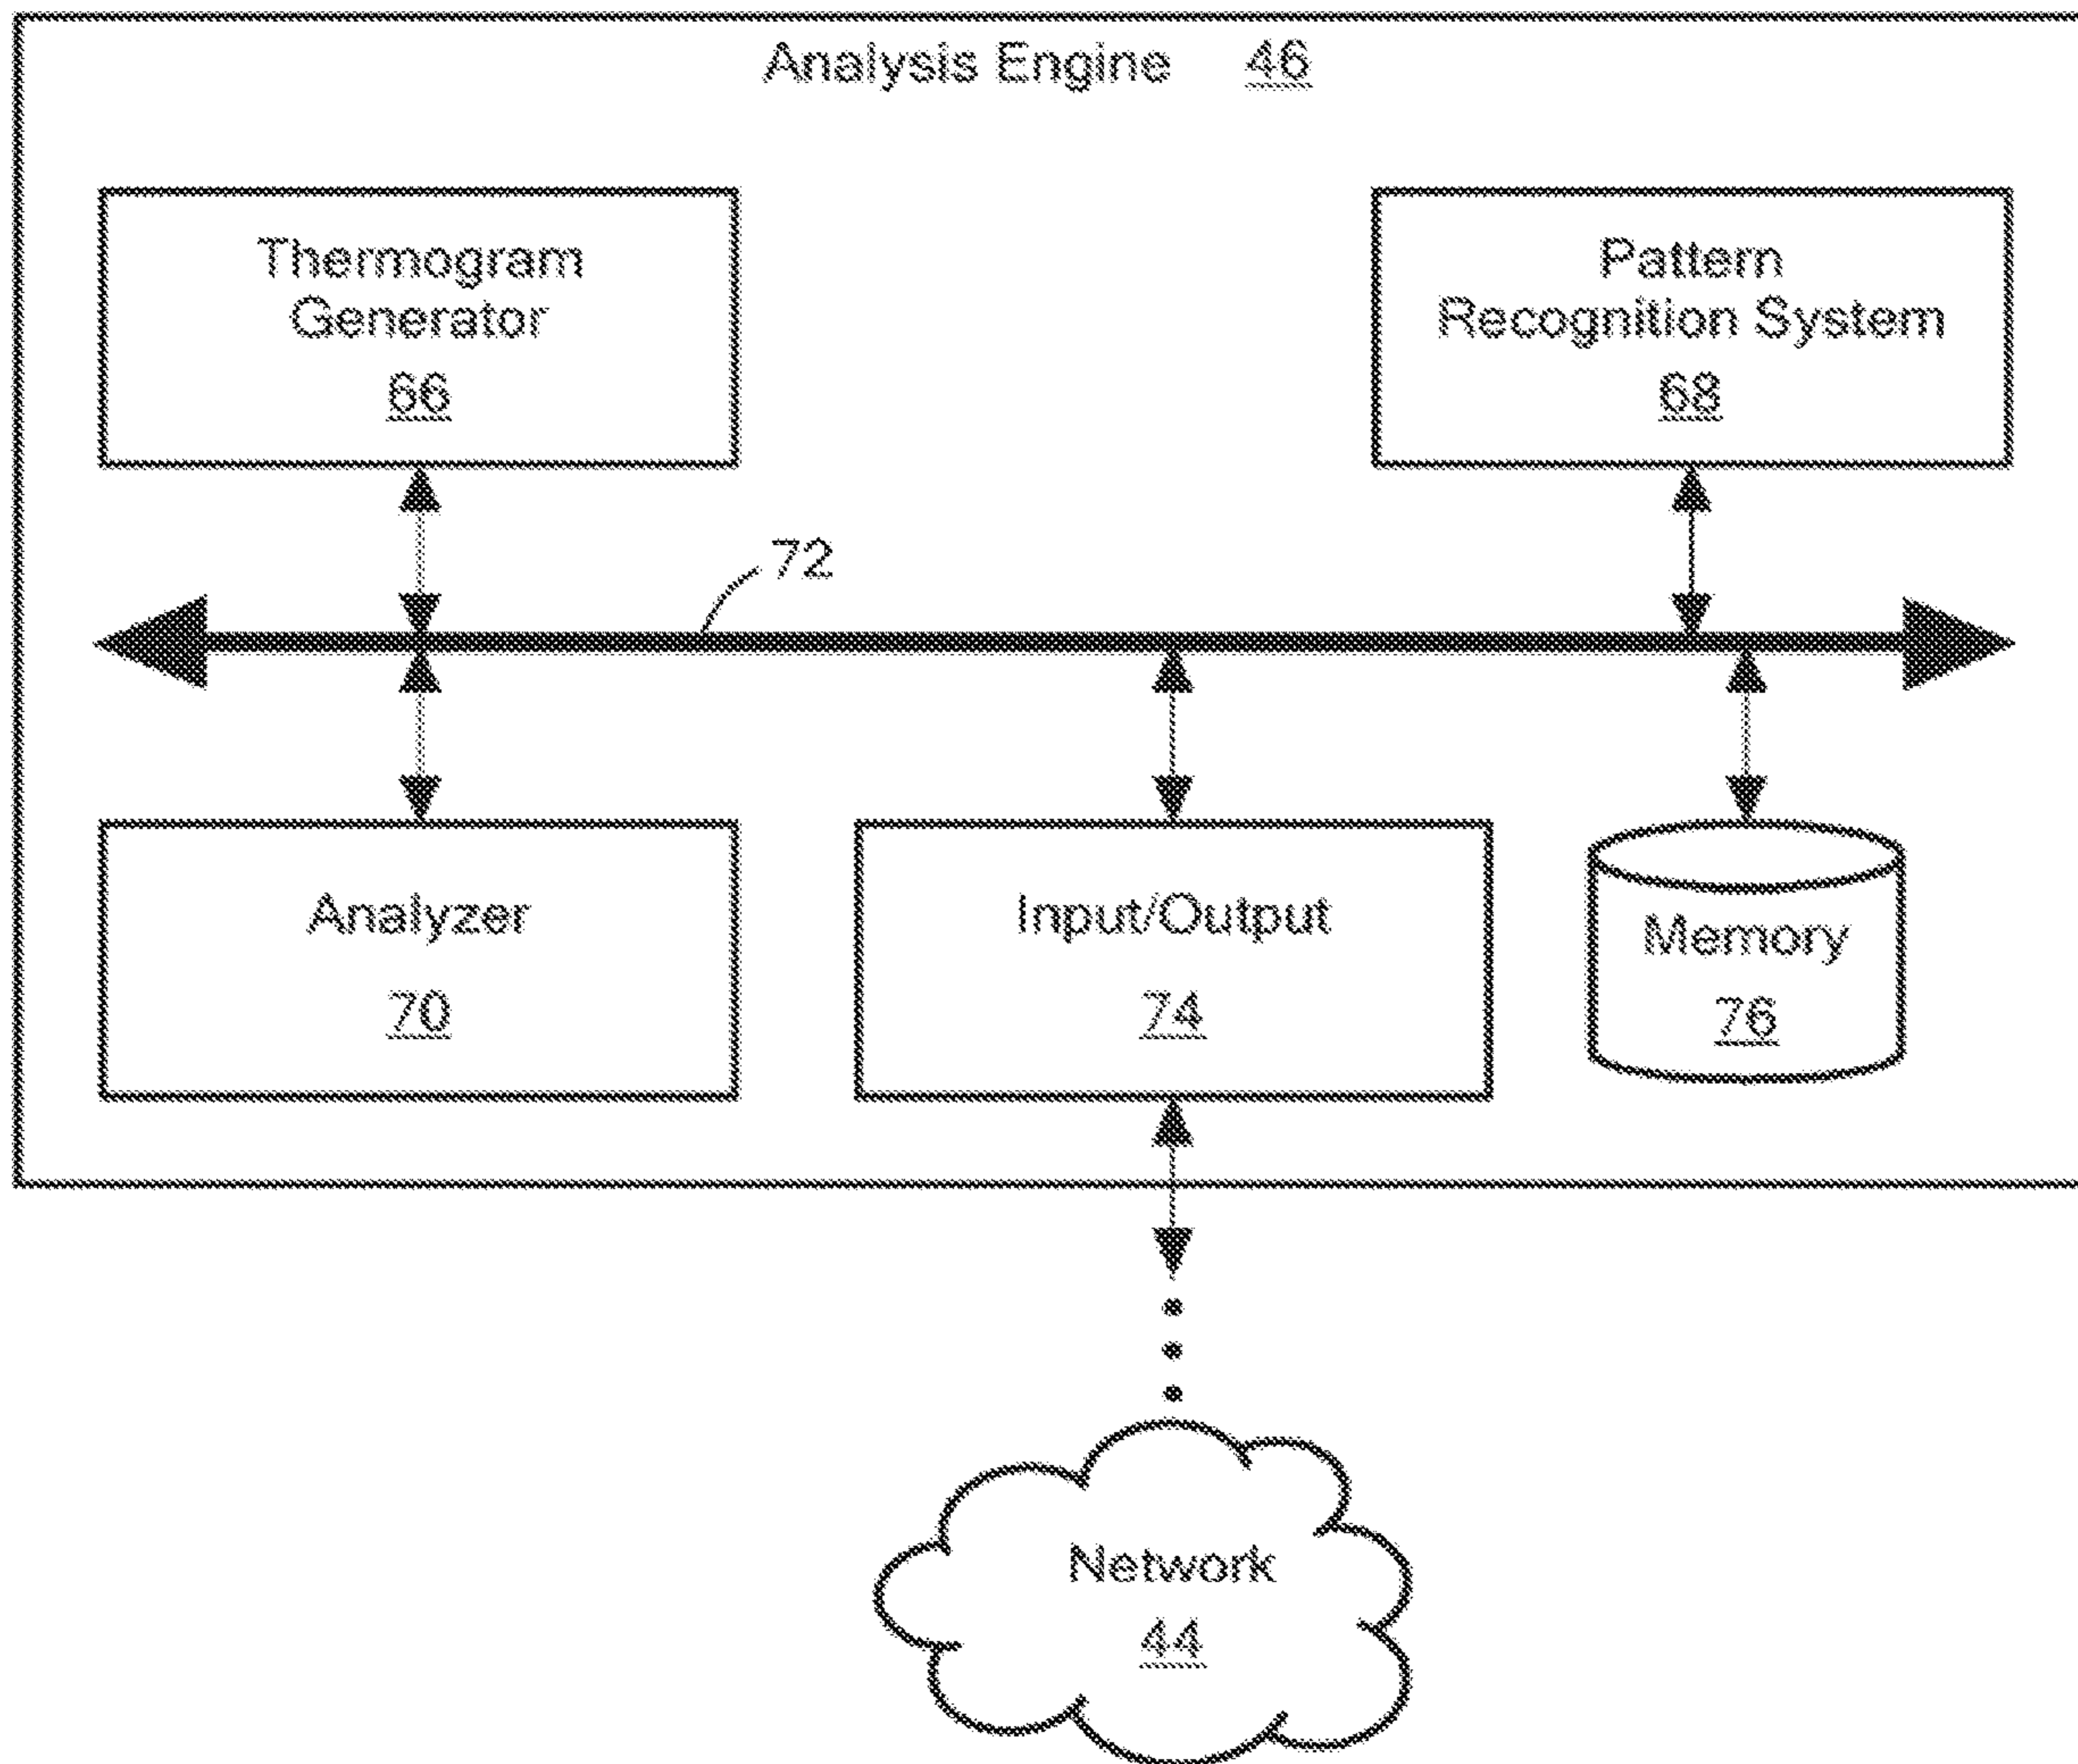 Analysis Engine 46
Thermogram
Generator
66
Pattern
Recognition System
68
72
Analyzer
70
Input/Output
74
Memory
76
Network
44